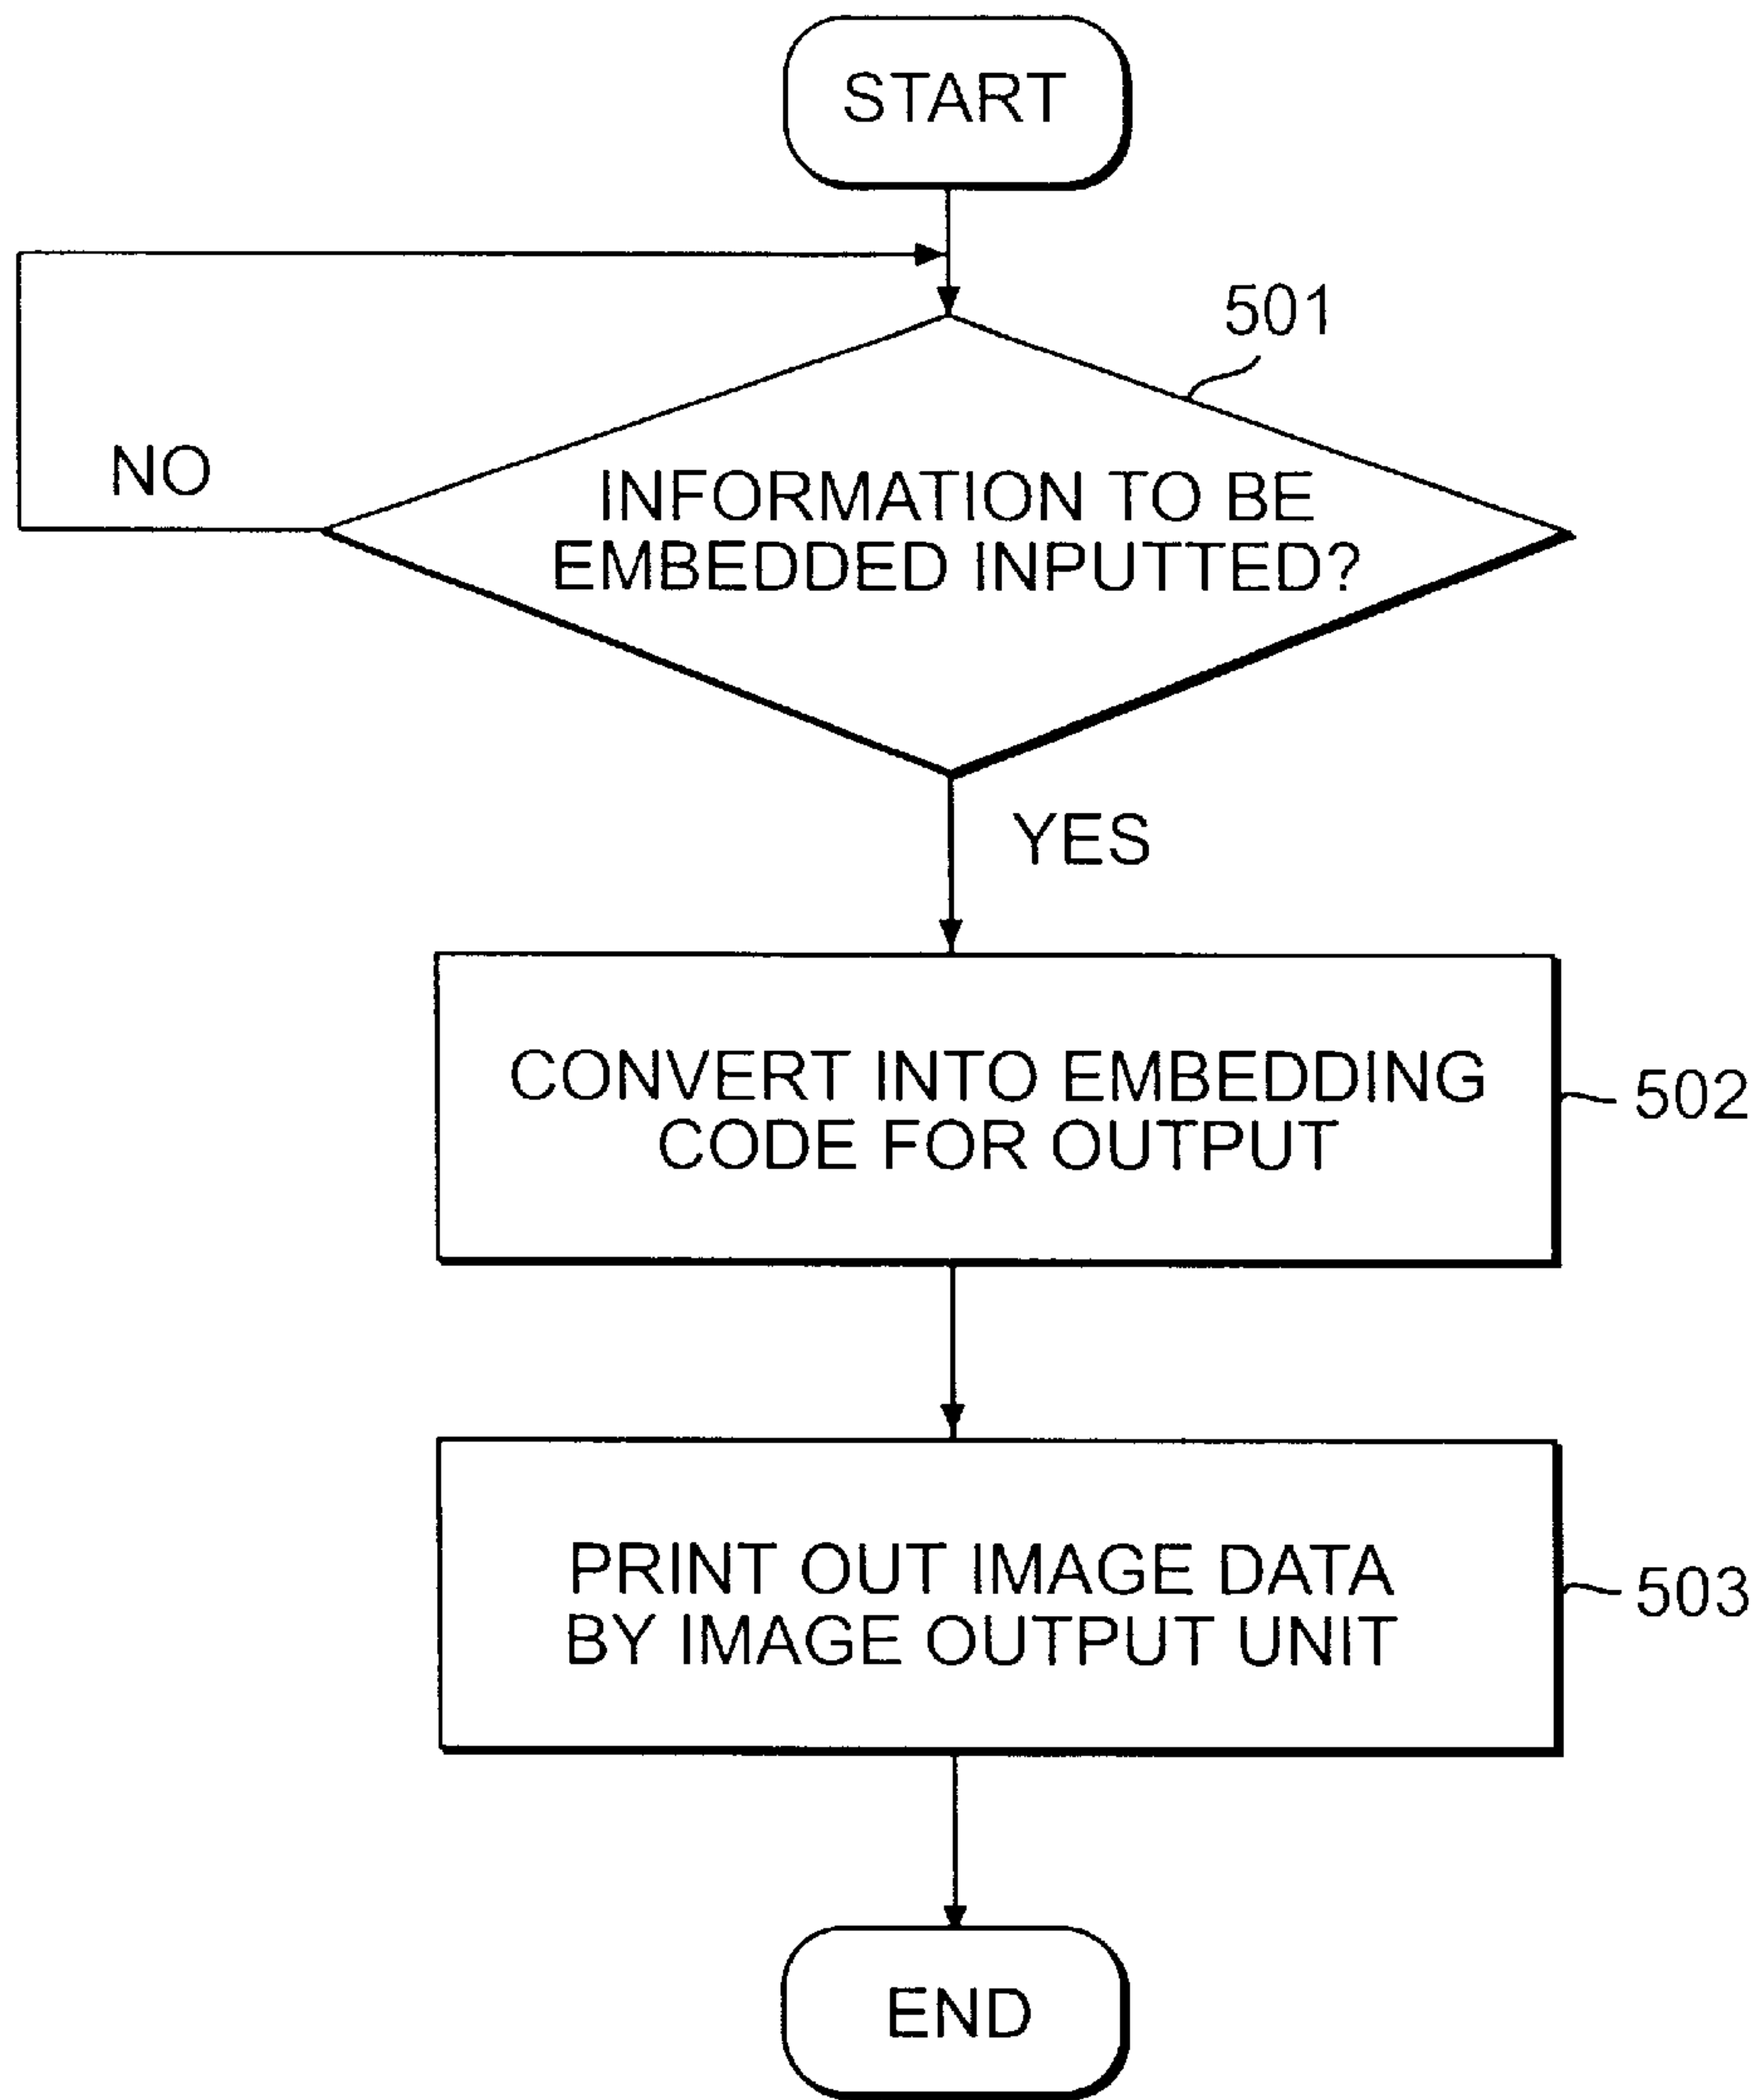 START
501
NO
INFORMATION TO BE
EMBEDDED INPUTTED?
YES
CONVERT INTO EMBEDDING
CODE FOR OUTPUT
502
PRINT OUT IMAGE DATA
BY IMAGE OUTPUT UNIT
503
END